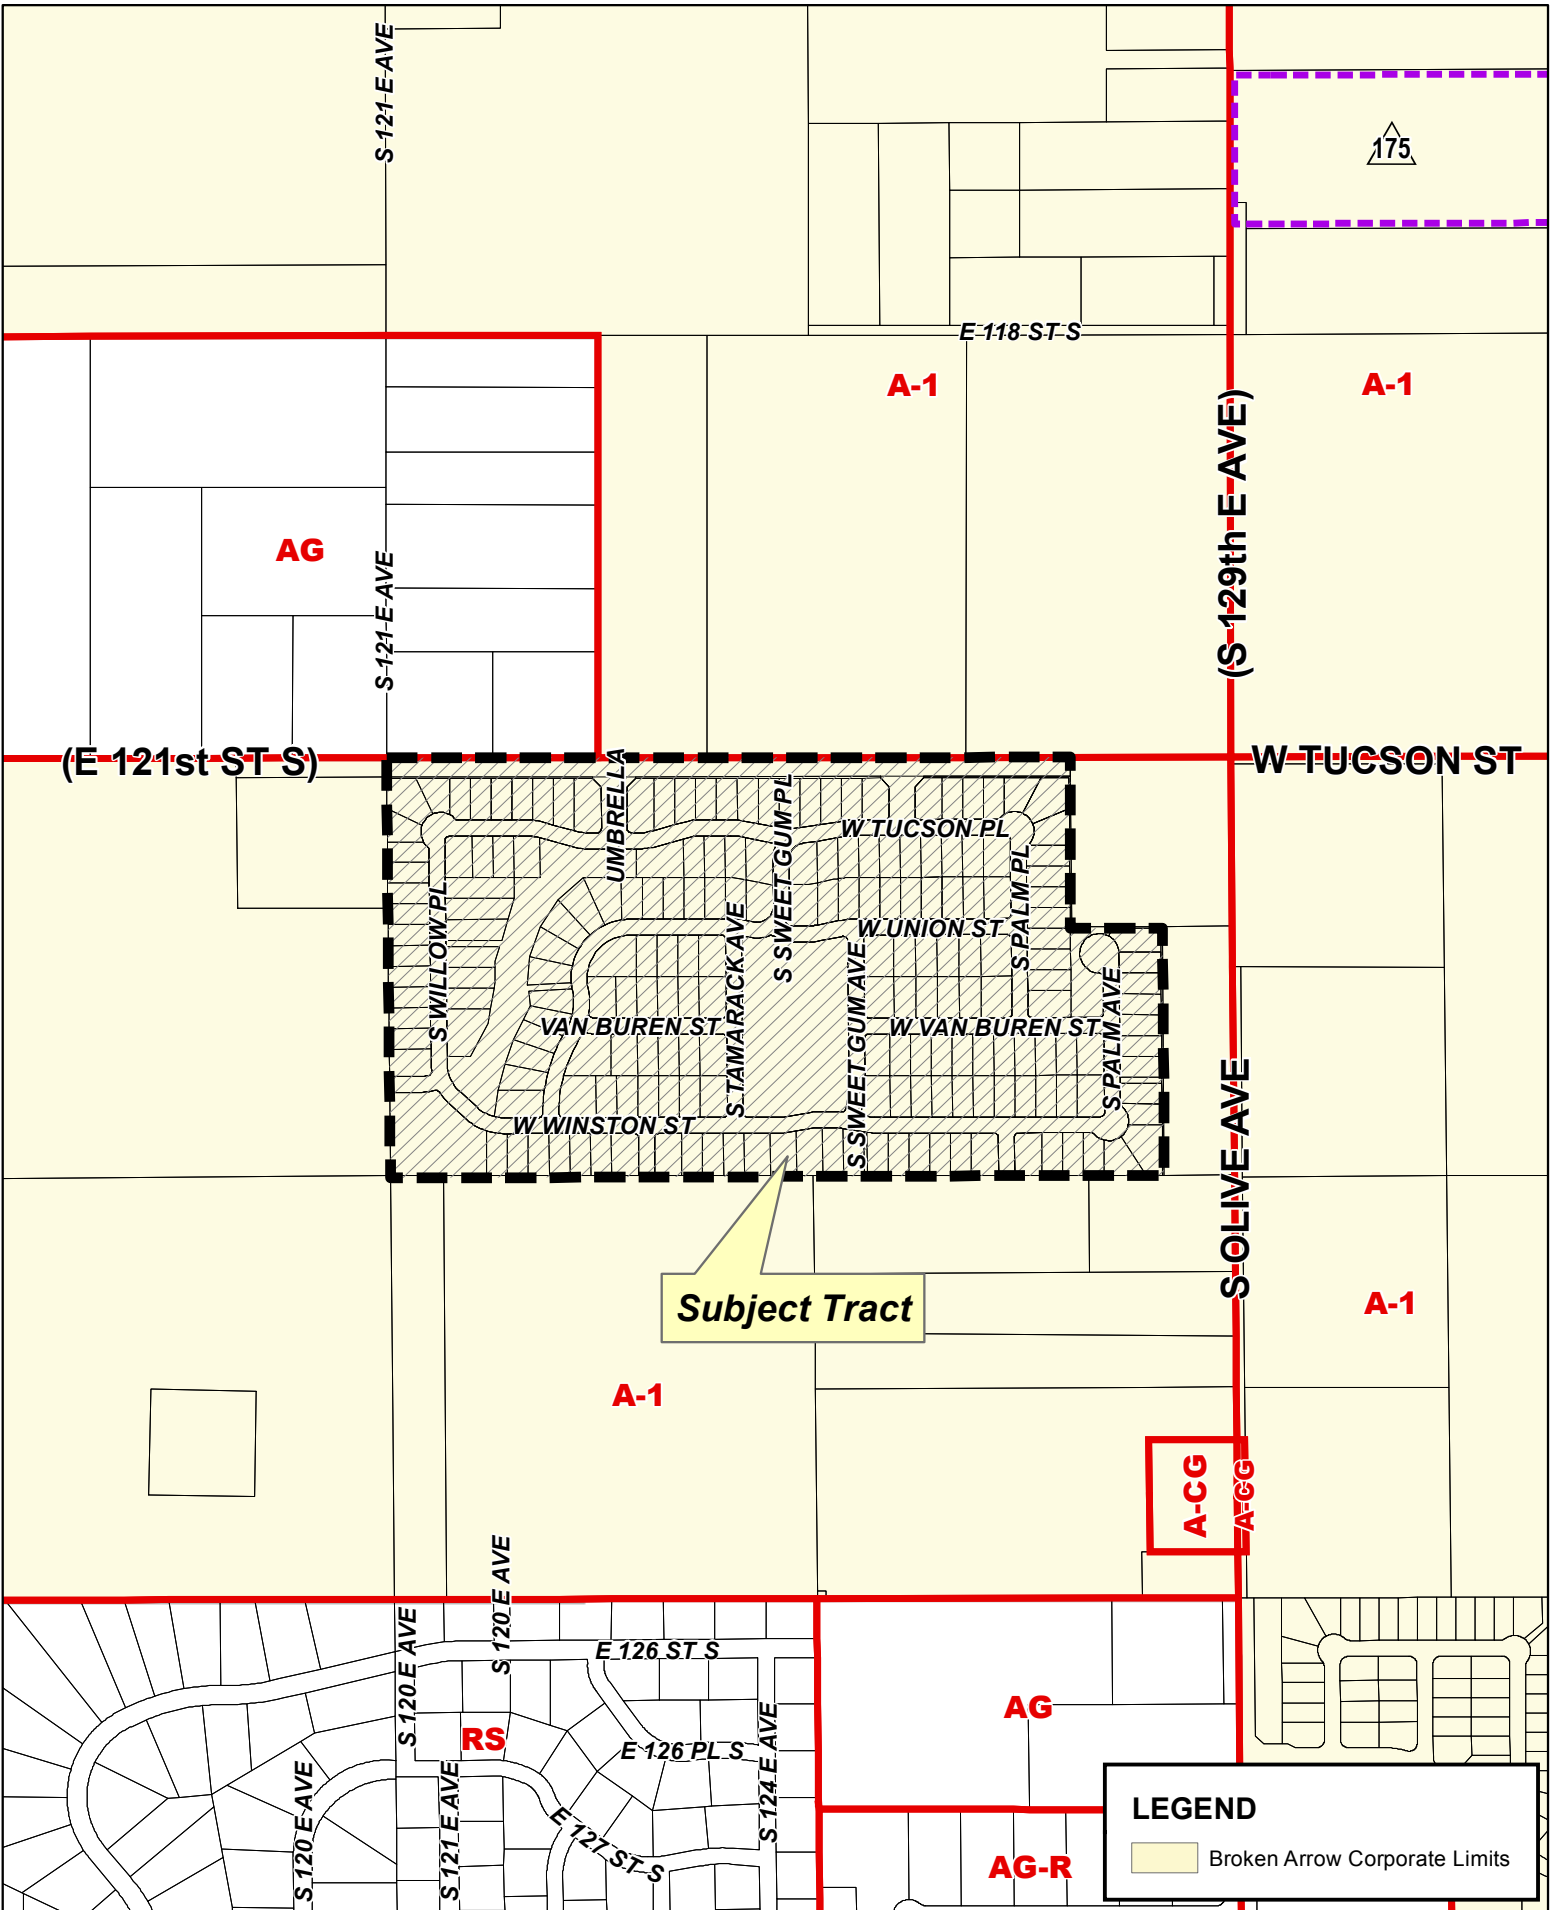 S 121 E AVE
175
E 118 ST S
A-1
A-1
(S 129th E AVE)
AG
S 121 E AVE
(E 121st ST S)
W TUCSON ST
UMBRELLA
S SWEET GUM PL
W TUCSON PL
S PALM PL
S WILLOW PL
S TAMARACK AVE
W UNION ST
S SWEET GUM AVE
S PALM AVE
VAN BUREN ST
W VAN BUREN ST
W WINSTON ST
S OLIVE AVE
Subject Tract
A-1
A-1
A-CG
A-CG
S 120 E AVE
S 120 E AVE
E 126 ST S
RS
E 126 PL S
S 124 E AVE
AG
S 120 E AVE
S 121 E AVE
E 127 ST S
AG-R
LEGEND
Broken Arrow Corporate Limits